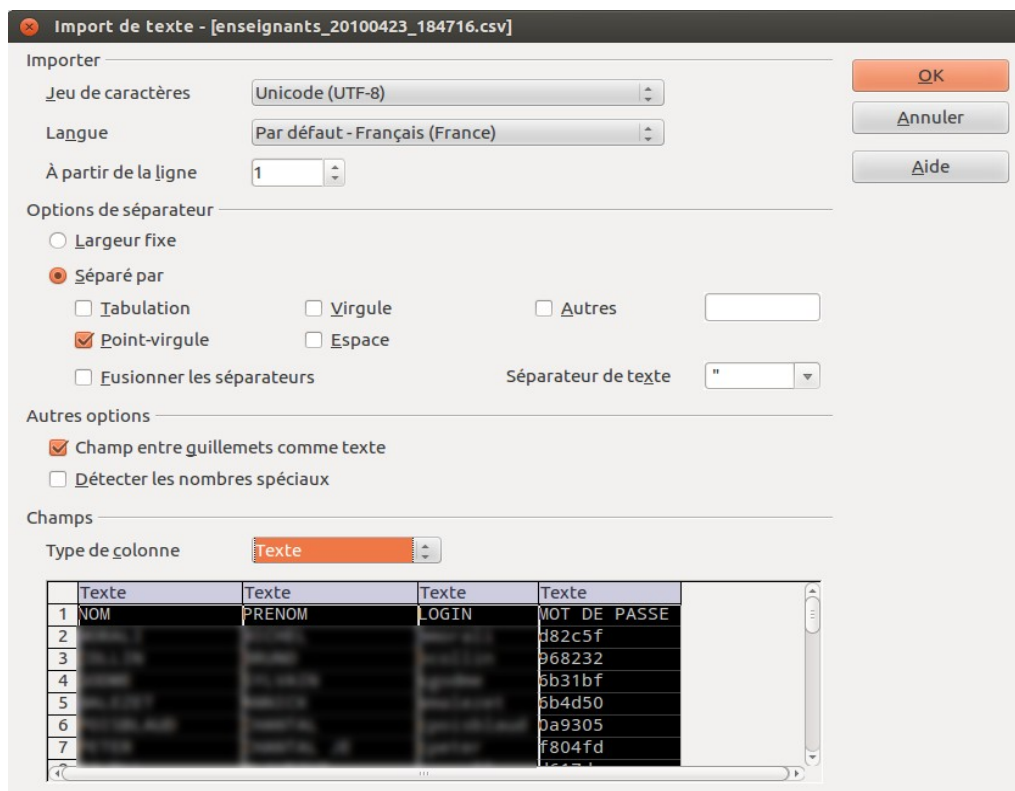 Import de texte - [enseignants_20100423_184716.csv]
Importer
OK
Jeu de caractères Unicode (UTF-8)
Annuler
Langue Par défaut - Français (France)
À partir de la ligne 1
Aide
Options de séparateur
Largeur fixe
Séparé par
Tabulation Virgule Autres
Point-virgule Espace
Fusionner les séparateurs Séparateur de texte "
Autres options
Champ entre guillemets comme texte
Détecter les nombres spéciaux
Champs
Type de colonne Texte
Texte Texte Texte Texte
1 NOM PRENOM LOGIN MOT DE PASSE
2 d82c5f
3 968232
4 6b31bf
5 6b4d50
6 0a9305
7 f804fd